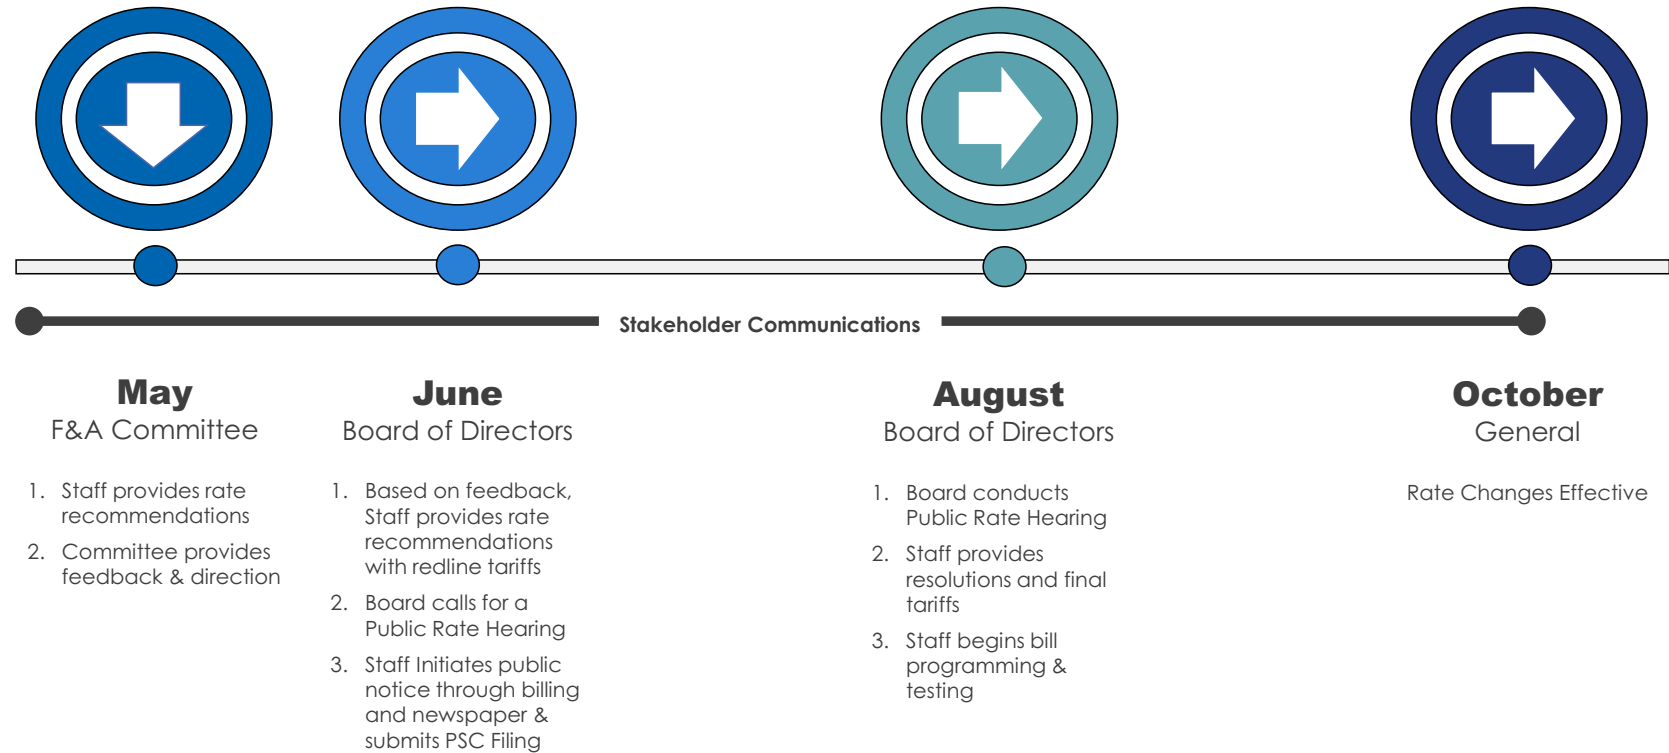 Stakeholder Communications
May
F&A Committee
1. Staff provides rate
recommendations
2. Committee provides
feedback & direction
June
Board of Directors
1. Based on feedback,
Staff provides rate
recommendations
with redline tariffs
2. Board calls for a
Public Rate Hearing
3. Staff Initiates public
notice through billing
and newspaper &
submits PSC Filing
August
Board of Directors
1. Board conducts
Public Rate Hearing
2. Staff provides
resolutions and final
tariffs
3. Staff begins bill
programming &
testing
October
General
Rate Changes Effective